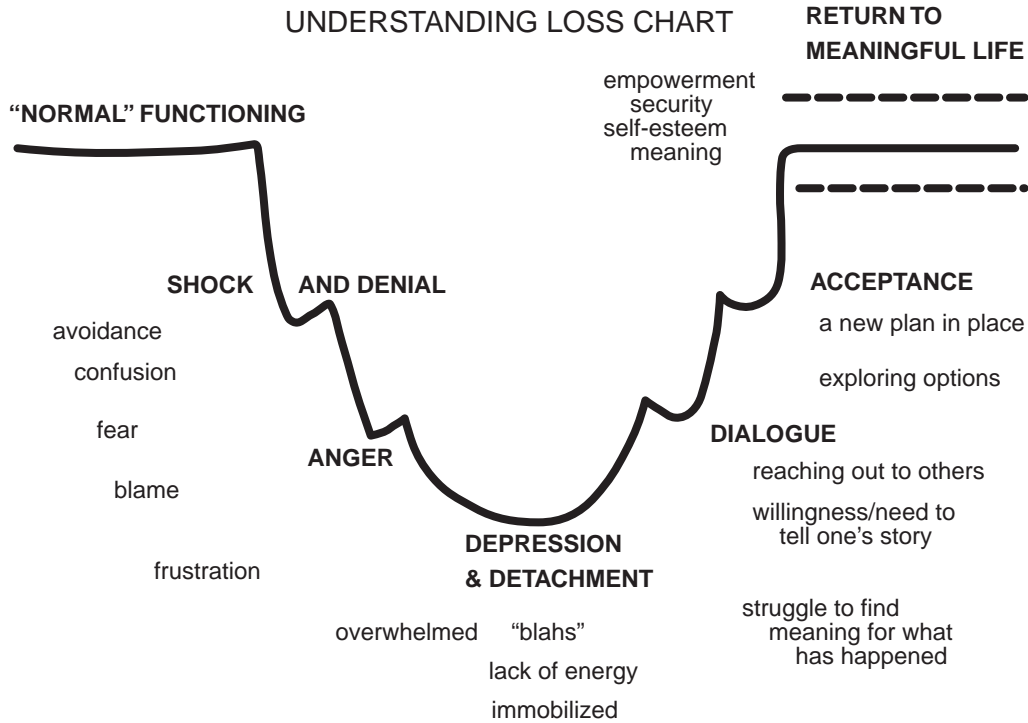 UNDERSTANDING LOSS CHART
RETURN TO
MEANINGFUL LIFE
empowerment
security
self-esteem
meaning
“NORMAL” FUNCTIONING
SHOCK AND DENIAL
avoidance
confusion
fear
blame
frustration
ANGER
DEPRESSION
& DETACHMENT
overwhelmed “blahs”
lack of energy
immobilized
ACCEPTANCE
a new plan in place
exploring options
DIALOGUE
reaching out to others
willingness/need to
tell one’s story
struggle to find
meaning for what
has happened